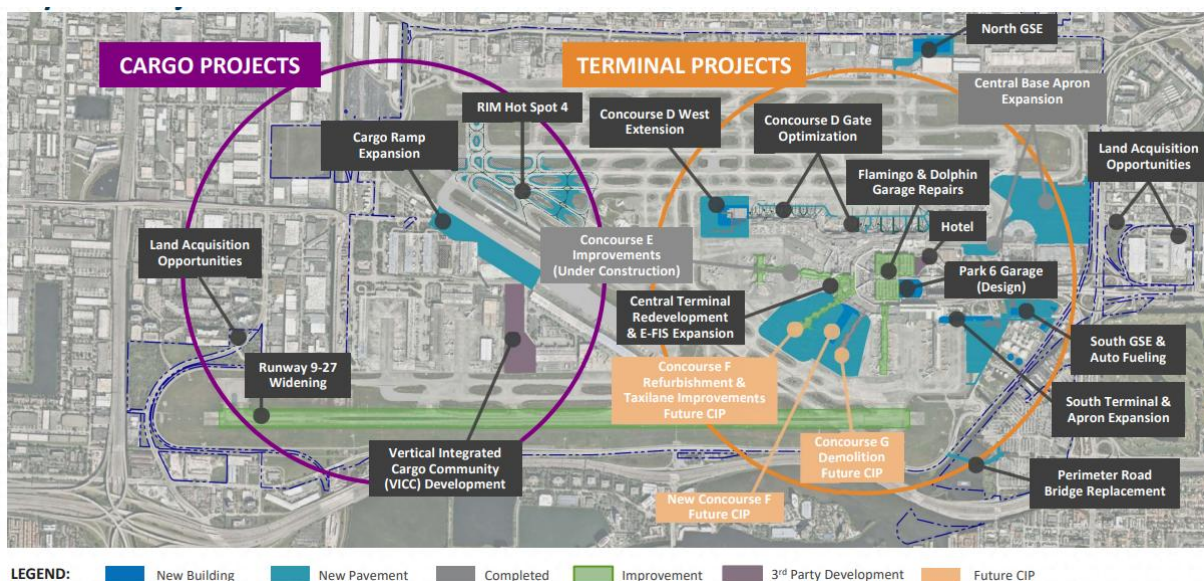 CARGO PROJECTS
TERMINAL PROJECTS
North GSE
Central Base Apron
Expansion
RIM Hot Spot 4
Concourse D West
Extension
Concourse D Gate
Optimization
Cargo Ramp
Expansion
Land Acquisition
Opportunities
Flamingo & Dolphin
Garage Repairs
Hotel
Land Acquisition
Opportunities
Concourse E
Improvements
(Under Construction)
Park 6 Garage
(Design)
Central Terminal
Redevelopment
& E-FIS Expansion
South GSE &
Auto Fueling
Runway 9-27
Widening
Concourse F
Refurbishment &
Taxilane Improvements
Future CIP
South Terminal &
Apron Expansion
Vertical Integrated
Cargo Community
(VICC) Development
Concourse G
Demolition
Future CIP
Perimeter Road
Bridge Replacement
New Concourse F
Future CIP
LEGEND:
New Building
New Pavement
Completed
Improvement
3rd Party Development
Future CIP